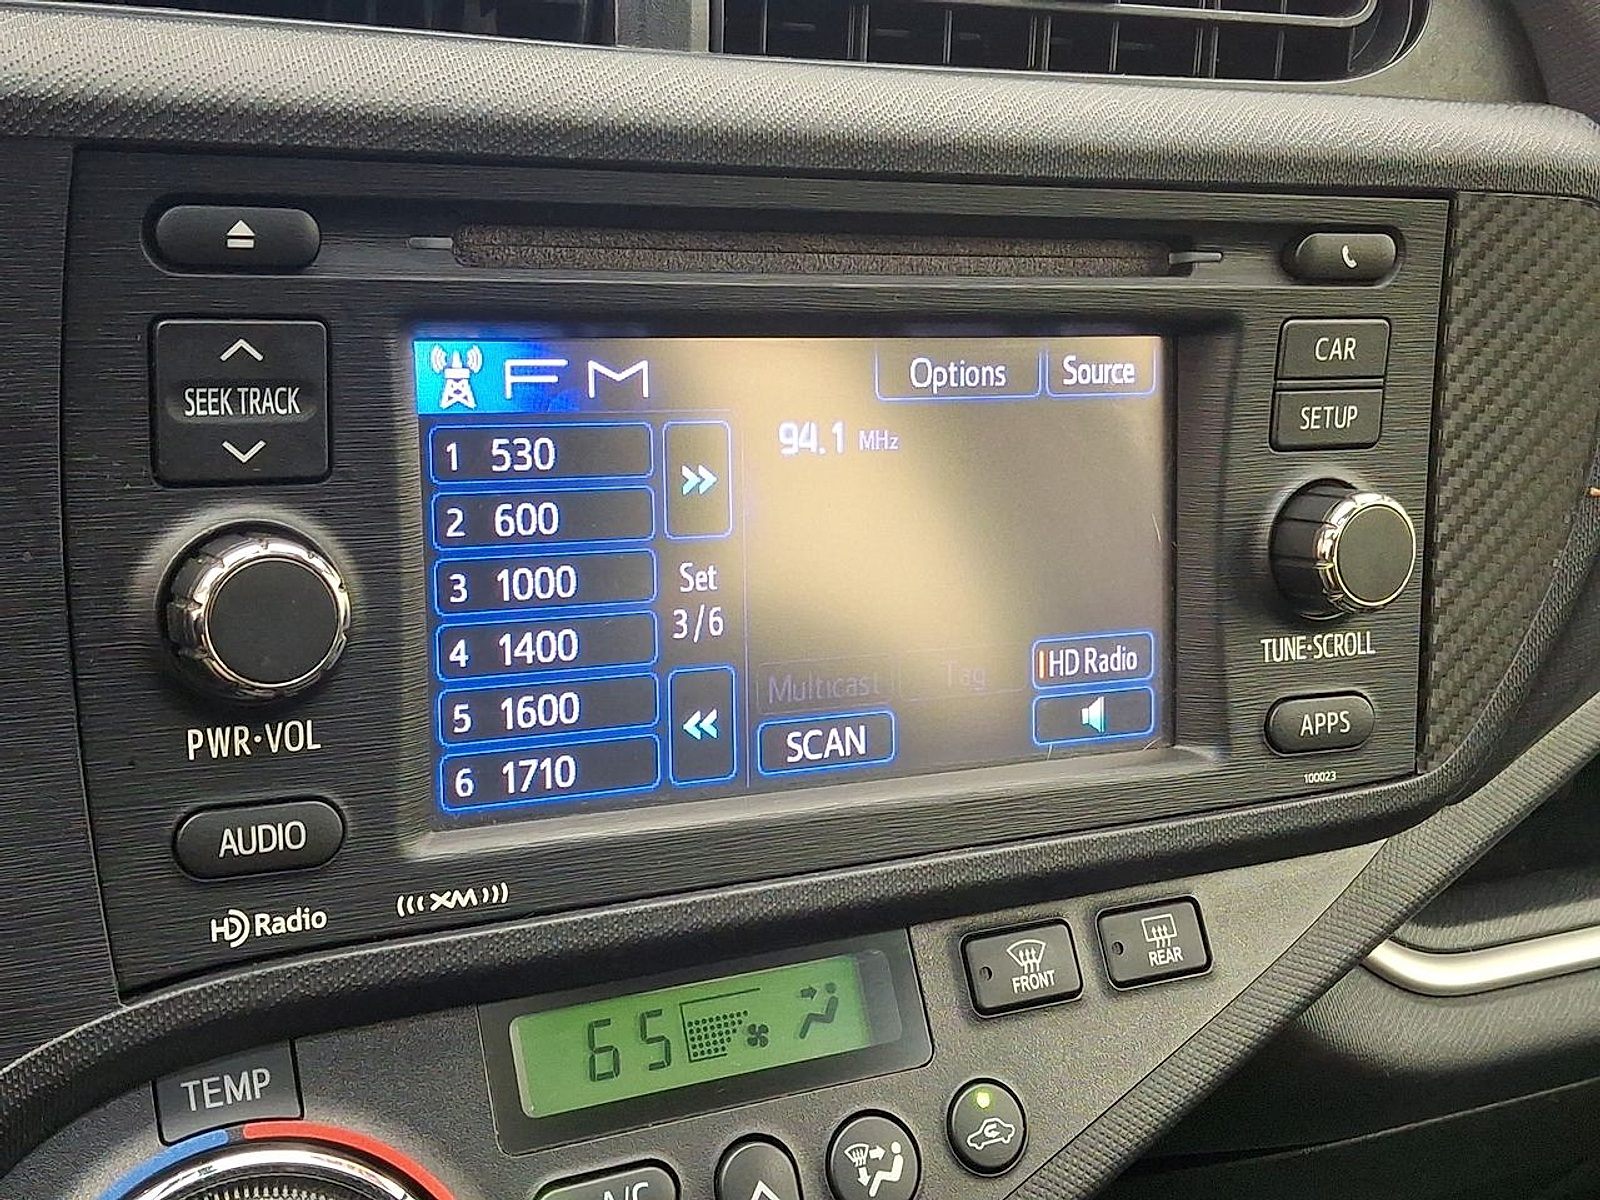 FM
Options
Source
CAR
SEEK TRACK
SETUP
94.1 MHz
1 530
2 600
3 1000
4 1400
5 1600
6 1710
Set
3/6
Multicast
Tag
HD Radio
SCAN
TUNE·SCROLL
PWR·VOL
APPS
100023
AUDIO
HD Radio
(((XM)))
FRONT
REAR
65
TEMP
A/C